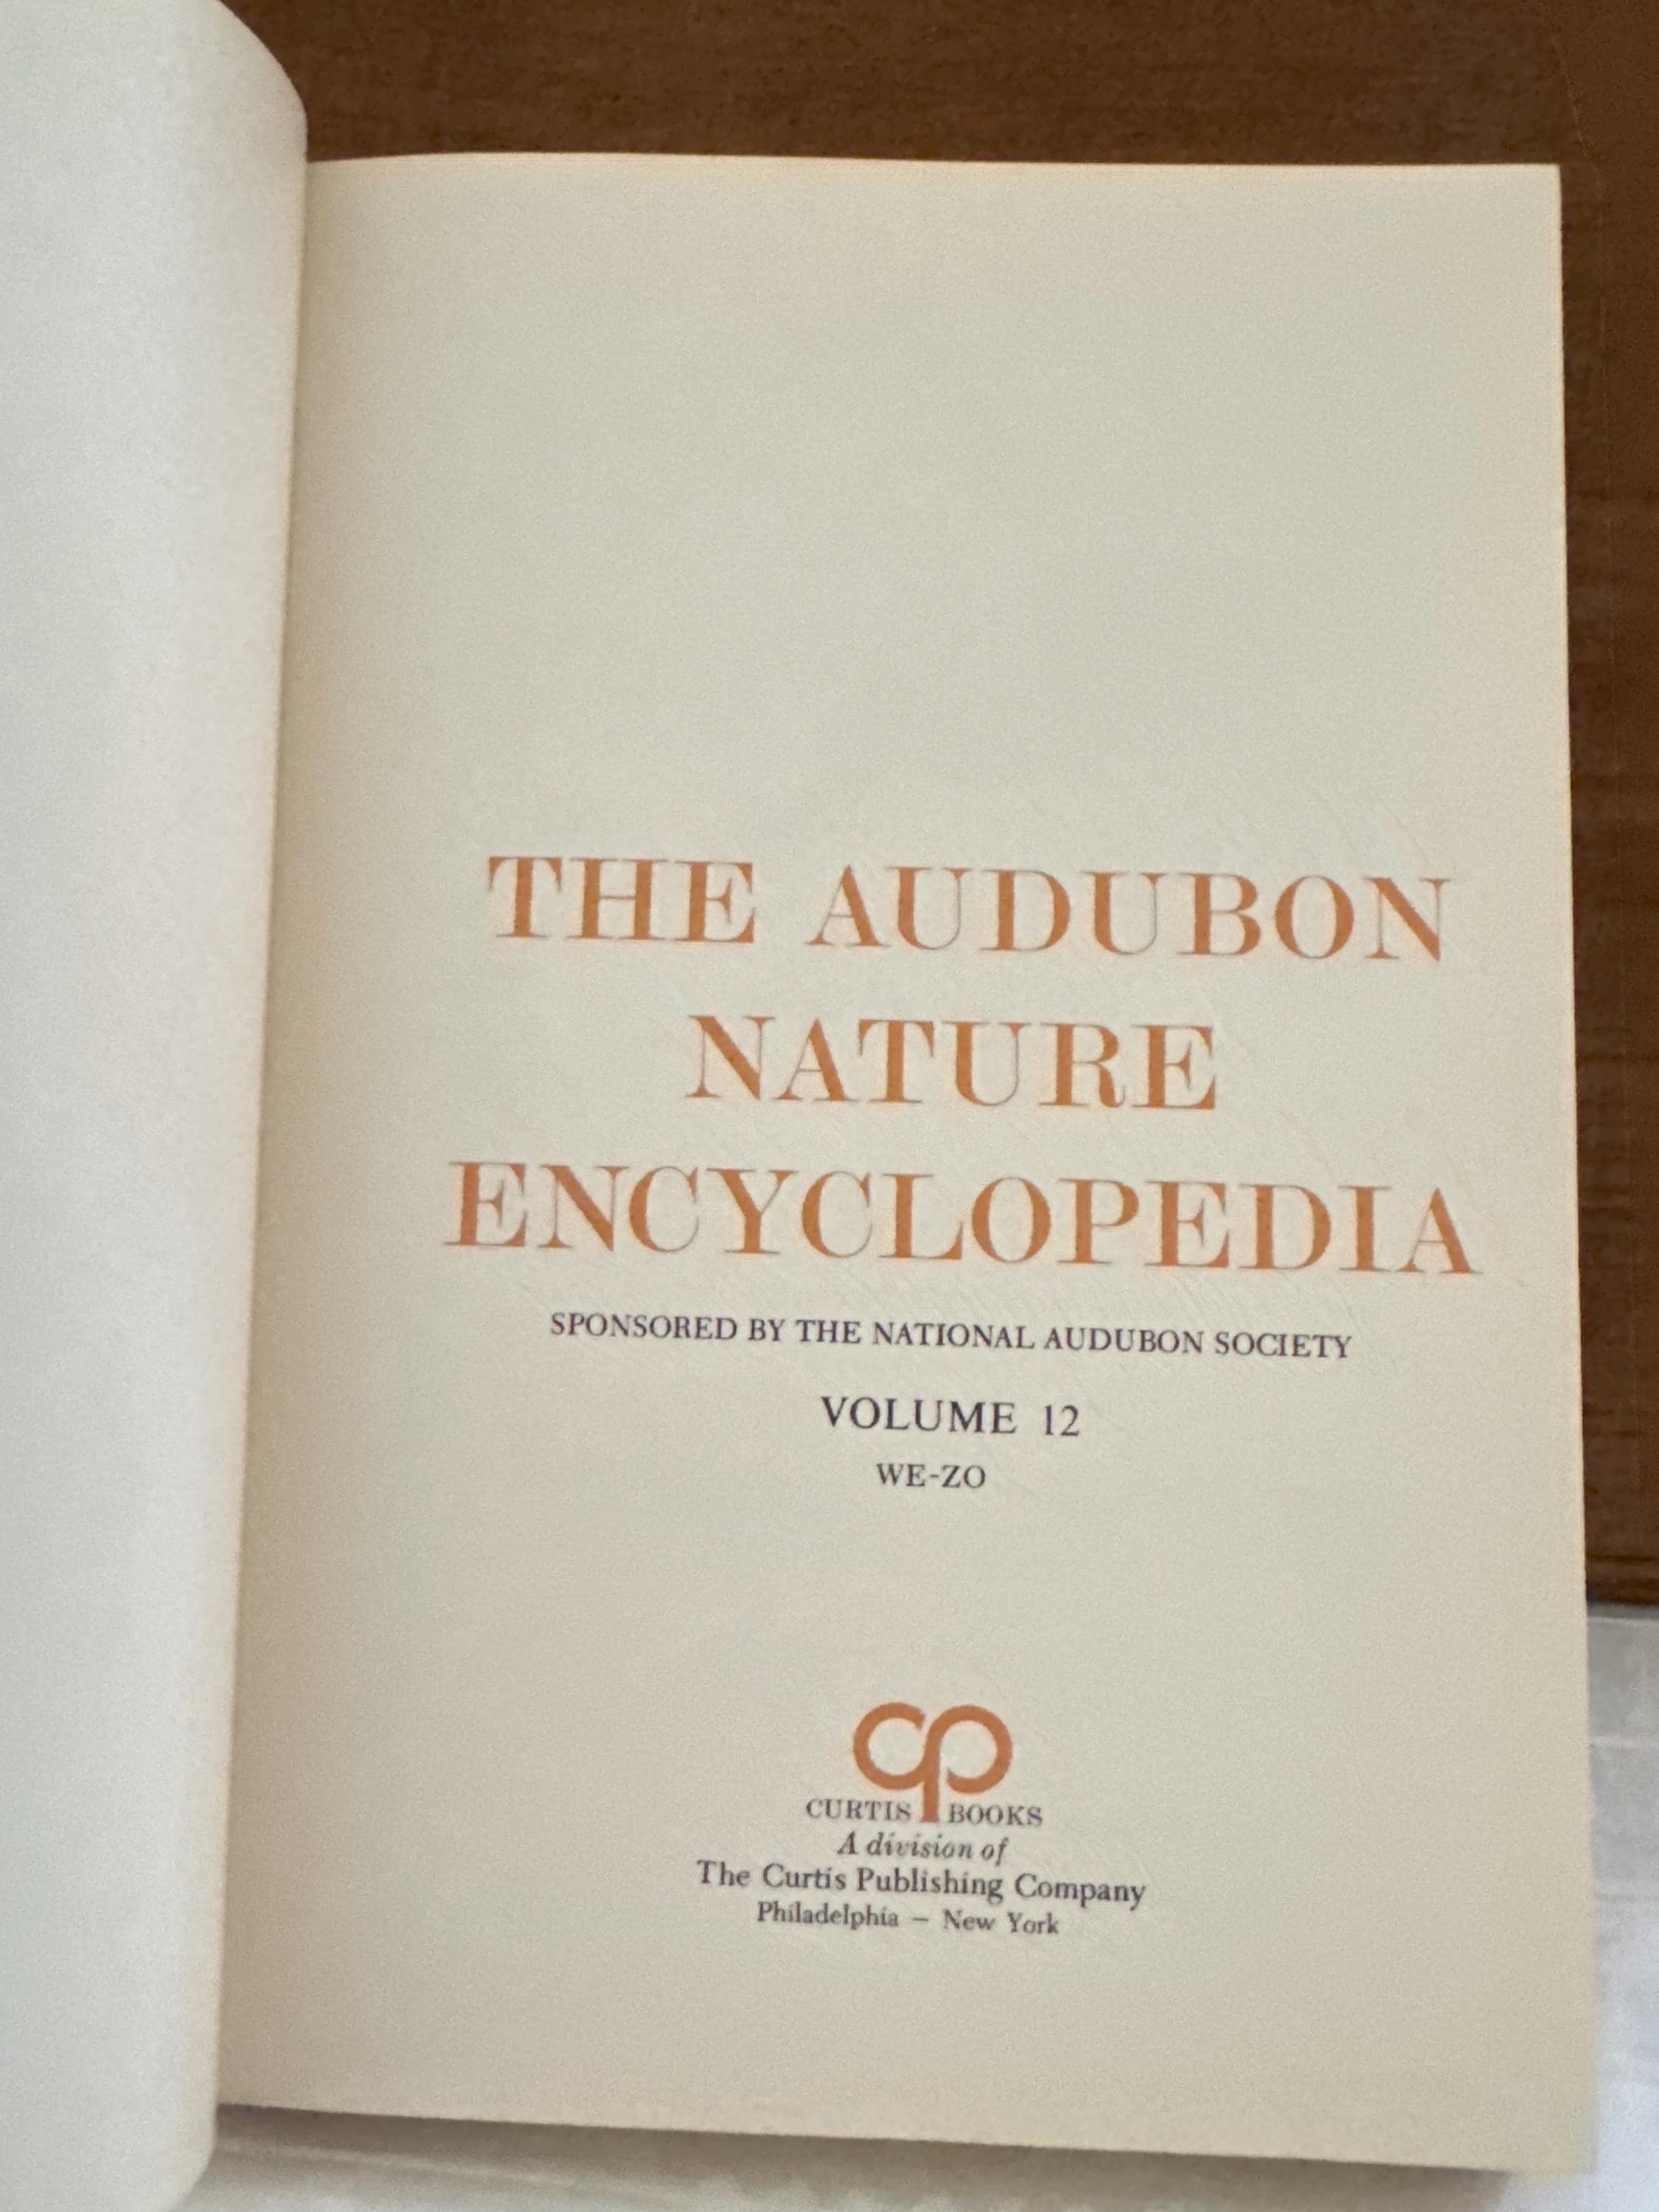 THE AUDUBON
NATURE
ENCYCLOPEDIA
SPONSORED BY THE NATIONAL AUDUBON SOCIETY
VOLUME 12
WE-ZO
cp
CURTIS BOOKS
A division of
The Curtis Publishing Company
Philadelphia – New York